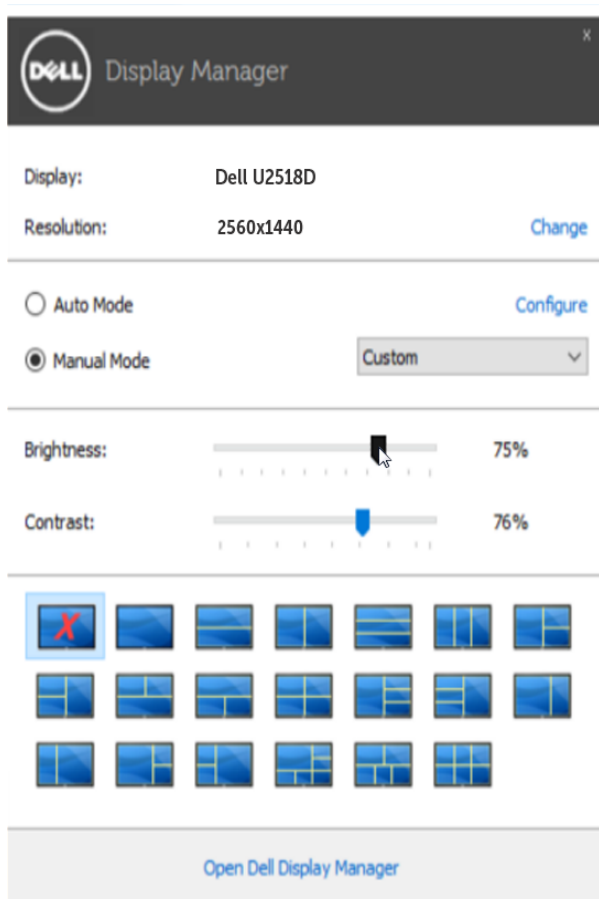 x
DELL Display Manager
Display: Dell U2518D
Resolution: 2560x1440 Change
Auto Mode Configure
Manual Mode Custom
Brightness: 75%
Contrast: 76%
X
Open Dell Display Manager